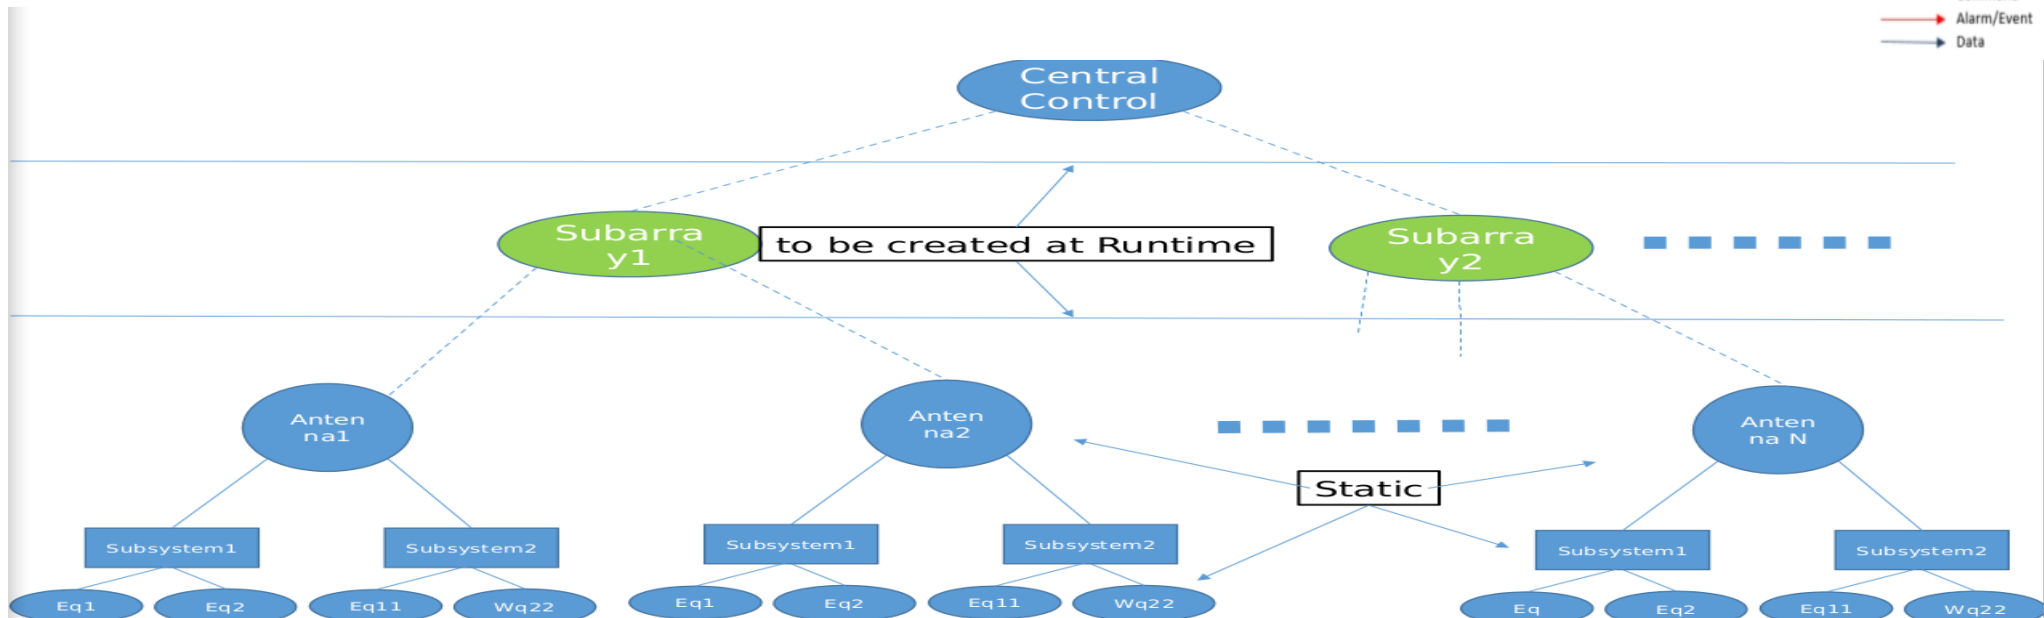 Alarm/Event
Data
Central
Control
Subarra
y1
to be created at Runtime
Subarra
y2
Anten
na1
Anten
na2
Anten
na N
Static
Subsystem1
Subsystem2
Subsystem1
Subsystem2
Subsystem1
Subsystem2
Eq1
Eq2
Eq11
Wq22
Eq1
Eq2
Eq11
Wq22
Eq
Eq2
Eq11
Wq22